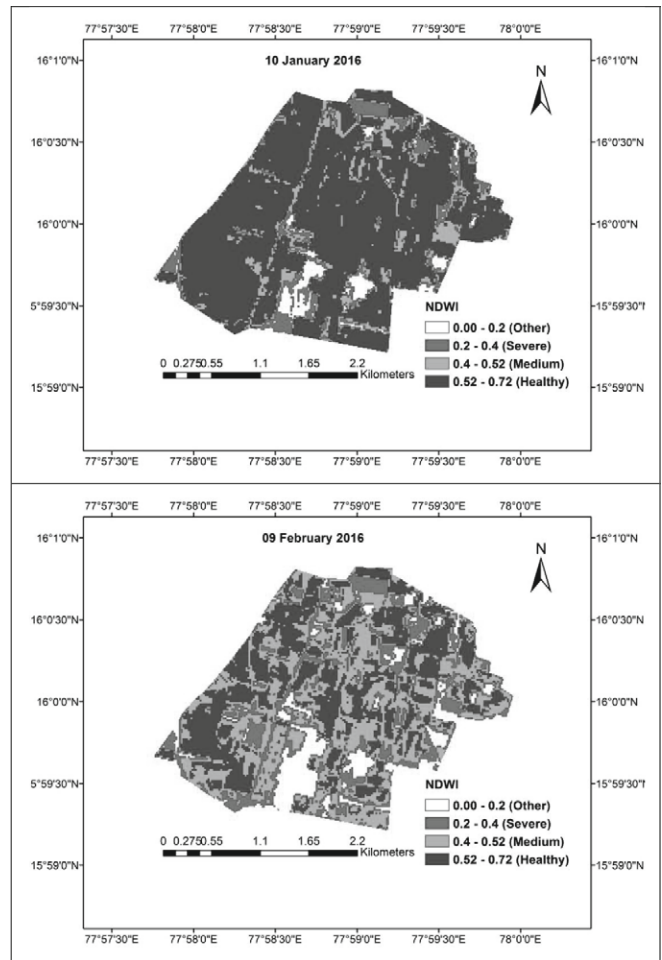 77°57'30"E 77°58'0"E 77°58'30"E 77°59'0"E 77°59'30"E 78°0'0"E
16°1'0"N 16°1'0"N
10 January 2016
N
16°0'30"N 16°0'30"N
16°0'0"N 16°0'0"N
5°59'30"N 15°59'30"
NDWI
0.00 - 0.2 (Other)
0.2 - 0.4 (Severe)
0.4 - 0.52 (Medium)
0.52 - 0.72 (Healthy)
0 0.275 0.55 1.1 1.65 2.2
Kilometers
15°59'0"N 15°59'0"N
77°57'30"E 77°58'0"E 77°58'30"E 77°59'0"E 77°59'30"E 78°0'0"E
77°57'30"E 77°58'0"E 77°58'30"E 77°59'0"E 77°59'30"E 78°0'0"E
16°1'0"N 16°1'0"N
09 February 2016
N
16°0'30"N 16°0'30"N
16°0'0"N 16°0'0"N
5°59'30"N 15°59'30"
NDWI
0.00 - 0.2 (Other)
0.2 - 0.4 (Severe)
0.4 - 0.52 (Medium)
0.52 - 0.72 (Healthy)
0 0.275 0.55 1.1 1.65 2.2
Kilometers
15°59'0"N 15°59'0"N
77°57'30"E 77°58'0"E 77°58'30"E 77°59'0"E 77°59'30"E 78°0'0"E